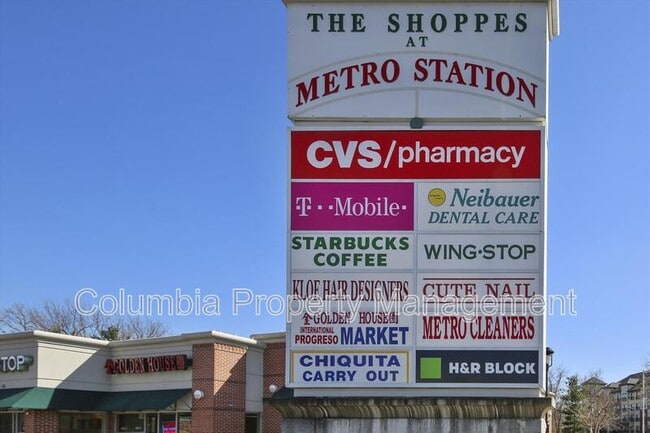 THE SHOPPES
AT
METRO STATION
CVS/pharmacy
T··Mobile·
Neibauer
DENTAL CARE
STARBUCKS
COFFEE
WING·STOP
KLOE HAIR DESIGNERS
CUTE NAIL
Columbia Property Management
GOLDEN HOUSE
INTERNATIONAL
PROGRESO MARKET
METRO CLEANERS
CHIQUITA
CARRY OUT
H&R BLOCK
STOP
GOLDEN HOUSE